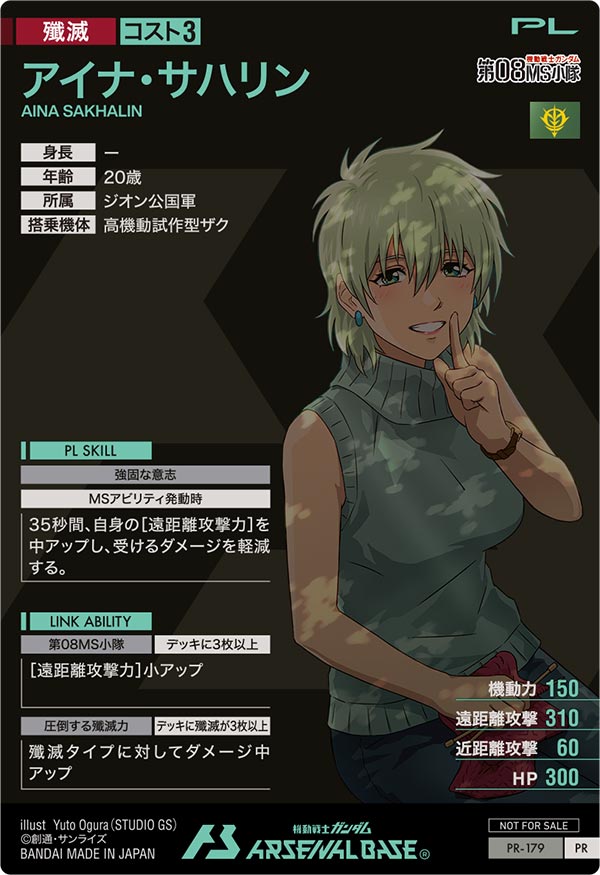 殲滅 コスト3 PL
アイナ・サハリン
AINA SAKHALIN
機動戦士ガンダム
第08MS小隊
身長 ー
年齢 20歳
所属 ジオン公国軍
搭乗機体 高機動試作型ザク
PL SKILL
強固な意志
MSアビリティ発動時
35秒間、自身の[遠距離攻撃力]を
中アップし、受けるダメージを軽減
する。
LINK ABILITY
第08MS小隊 デッキに3枚以上
[遠距離攻撃力]小アップ
圧倒する殲滅力 デッキに殲滅が3枚以上
殲滅タイプに対してダメージ中
アップ
機動力 150
遠距離攻撃 310
近距離攻撃 60
HP 300
illust Yuto Ogura(STUDIO GS)
©創通・サンライズ
BANDAI MADE IN JAPAN
機動戦士ガンダム
ARSENAL BASE®
NOT FOR SALE
PR-179 PR